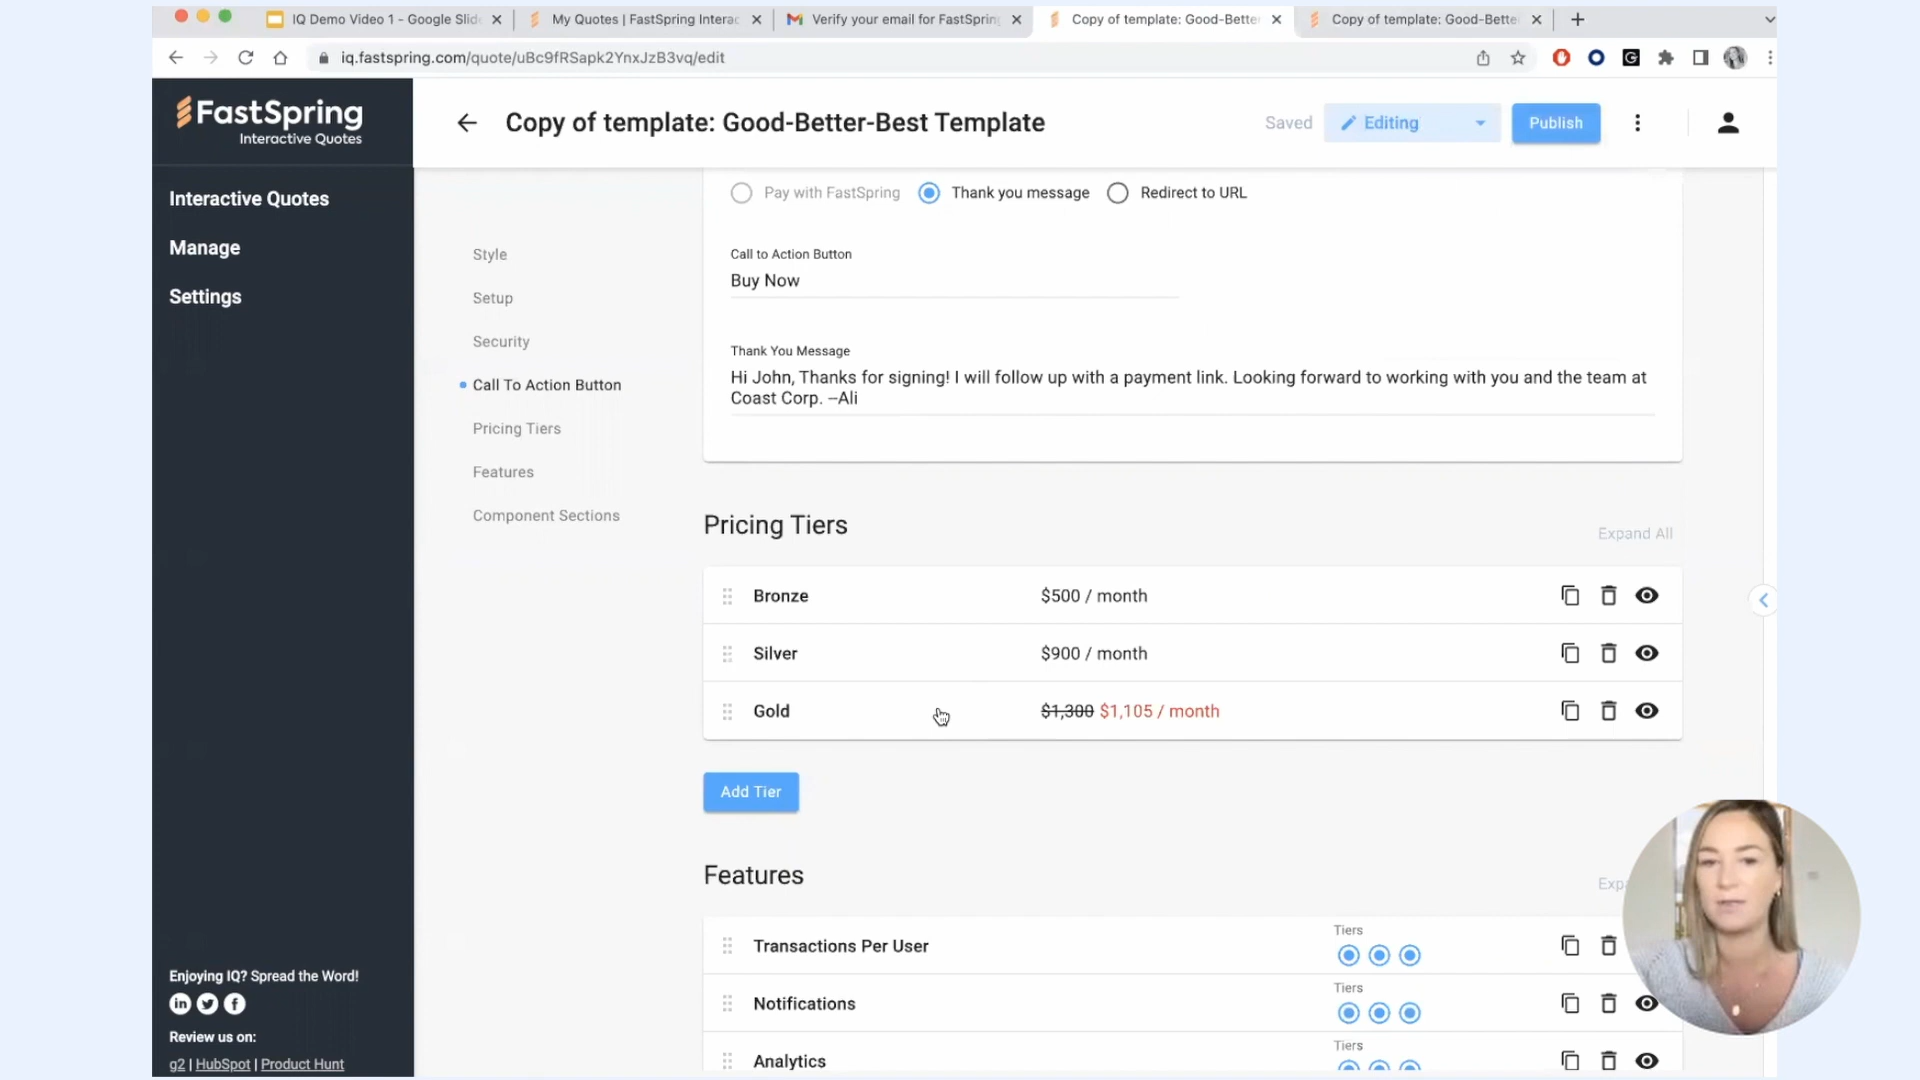 IQ Demo Video 1 - Google Slide
My Quotes | FastSpring Interac
Verify your email for FastSpring
Copy of template: Good-Better
Copy of template: Good-Better
iq.fastspring.com/quote/uBc9fRSapk2YnxJzB3vq/edit
FastSpring
Interactive Quotes
Copy of template: Good-Better-Best Template
Saved
Editing
Publish
Interactive Quotes
Manage
Settings
Style
Setup
Security
Call To Action Button
Pricing Tiers
Features
Component Sections
Pay with FastSpring
Thank you message
Redirect to URL
Call to Action Button
Buy Now
Thank You Message
Hi John, Thanks for signing! I will follow up with a payment link. Looking forward to working with you and the team at
Coast Corp. –Ali
Pricing Tiers
Expand All
Bronze
$500 / month
Silver
$900 / month
Gold
$1,300 $1,105 / month
Add Tier
Features
Exp
Transactions Per User
Tiers
Notifications
Tiers
Analytics
Tiers
Enjoying IQ? Spread the Word!
Review us on:
g2 | HubSpot | Product Hunt